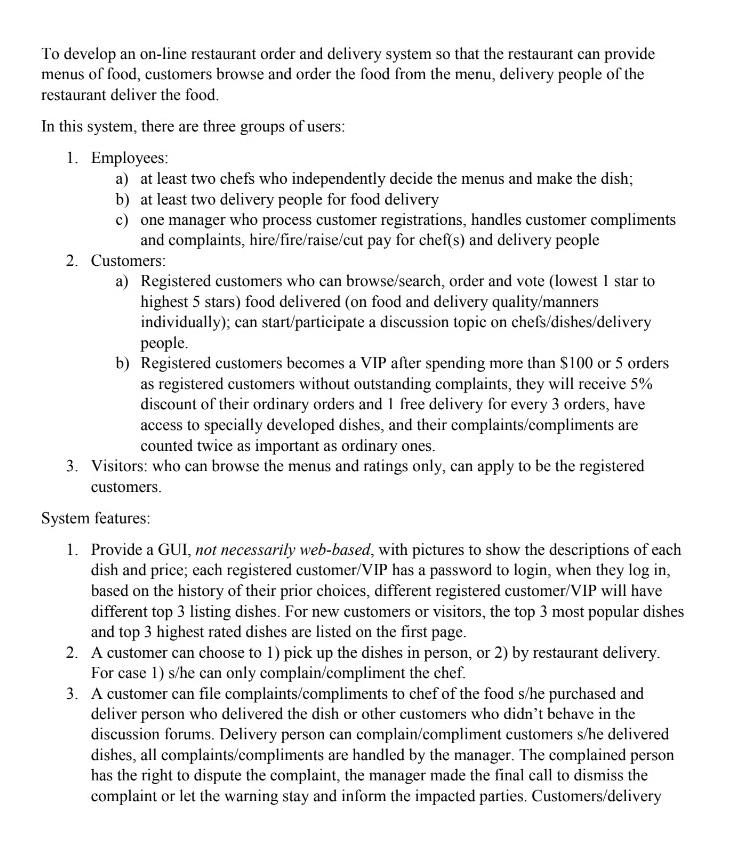 To develop an on-line restaurant order and delivery system so that the restaurant can provide
menus of food, customers browse and order the food from the menu, delivery people of the
restaurant deliver the food.
In this system, there are three groups of users:
1. Employees:
a) at least two chefs who independently decide the menus and make the dish;
b) at least two delivery people for food delivery
c) one manager who process customer registrations, handles customer compliments
and complaints, hire/fire/raise/cut pay for chef(s) and delivery people
2. Customers:
a) Registered customers who can browse/search, order and vote (lowest 1 star to
highest 5 stars) food delivered (on food and delivery quality/manners
individually); can start/participate a discussion topic on chefs/dishes/delivery
people.
b) Registered customers becomes a VIP after spending more than $100 or 5 orders
as registered customers without outstanding complaints, they will receive 5%
discount of their ordinary orders and 1 free delivery for every 3 orders, have
access to specially developed dishes, and their complaints/compliments are
counted twice as important as ordinary ones.
3. Visitors: who can browse the menus and ratings only, can apply to be the registered
customers.
System features:
1. Provide a GUI, not necessarily web-based, with pictures to show the descriptions of each
dish and price; each registered customer/VIP has a password to login, when they log in,
based on the history of their prior choices, different registered customer/VIP will have
different top 3 listing dishes. For new customers or visitors, the top 3 most popular dishes
and top 3 highest rated dishes are listed on the first page.
2. A customer can choose to 1) pick up the dishes in person, or 2) by restaurant delivery.
For case 1) s/he can only complain/compliment the chef.
3. A customer can file complaints/compliments to chef of the food s/he purchased and
deliver person who delivered the dish or other customers who didn't behave in the
discussion forums. Delivery person can complain/compliment customers s/he delivered
dishes, all complaints/compliments are handled by the manager. The complained person
has the right to dispute the complaint, the manager made the final call to dismiss the
complaint or let the warning stay and inform the impacted parties. Customers/delivery